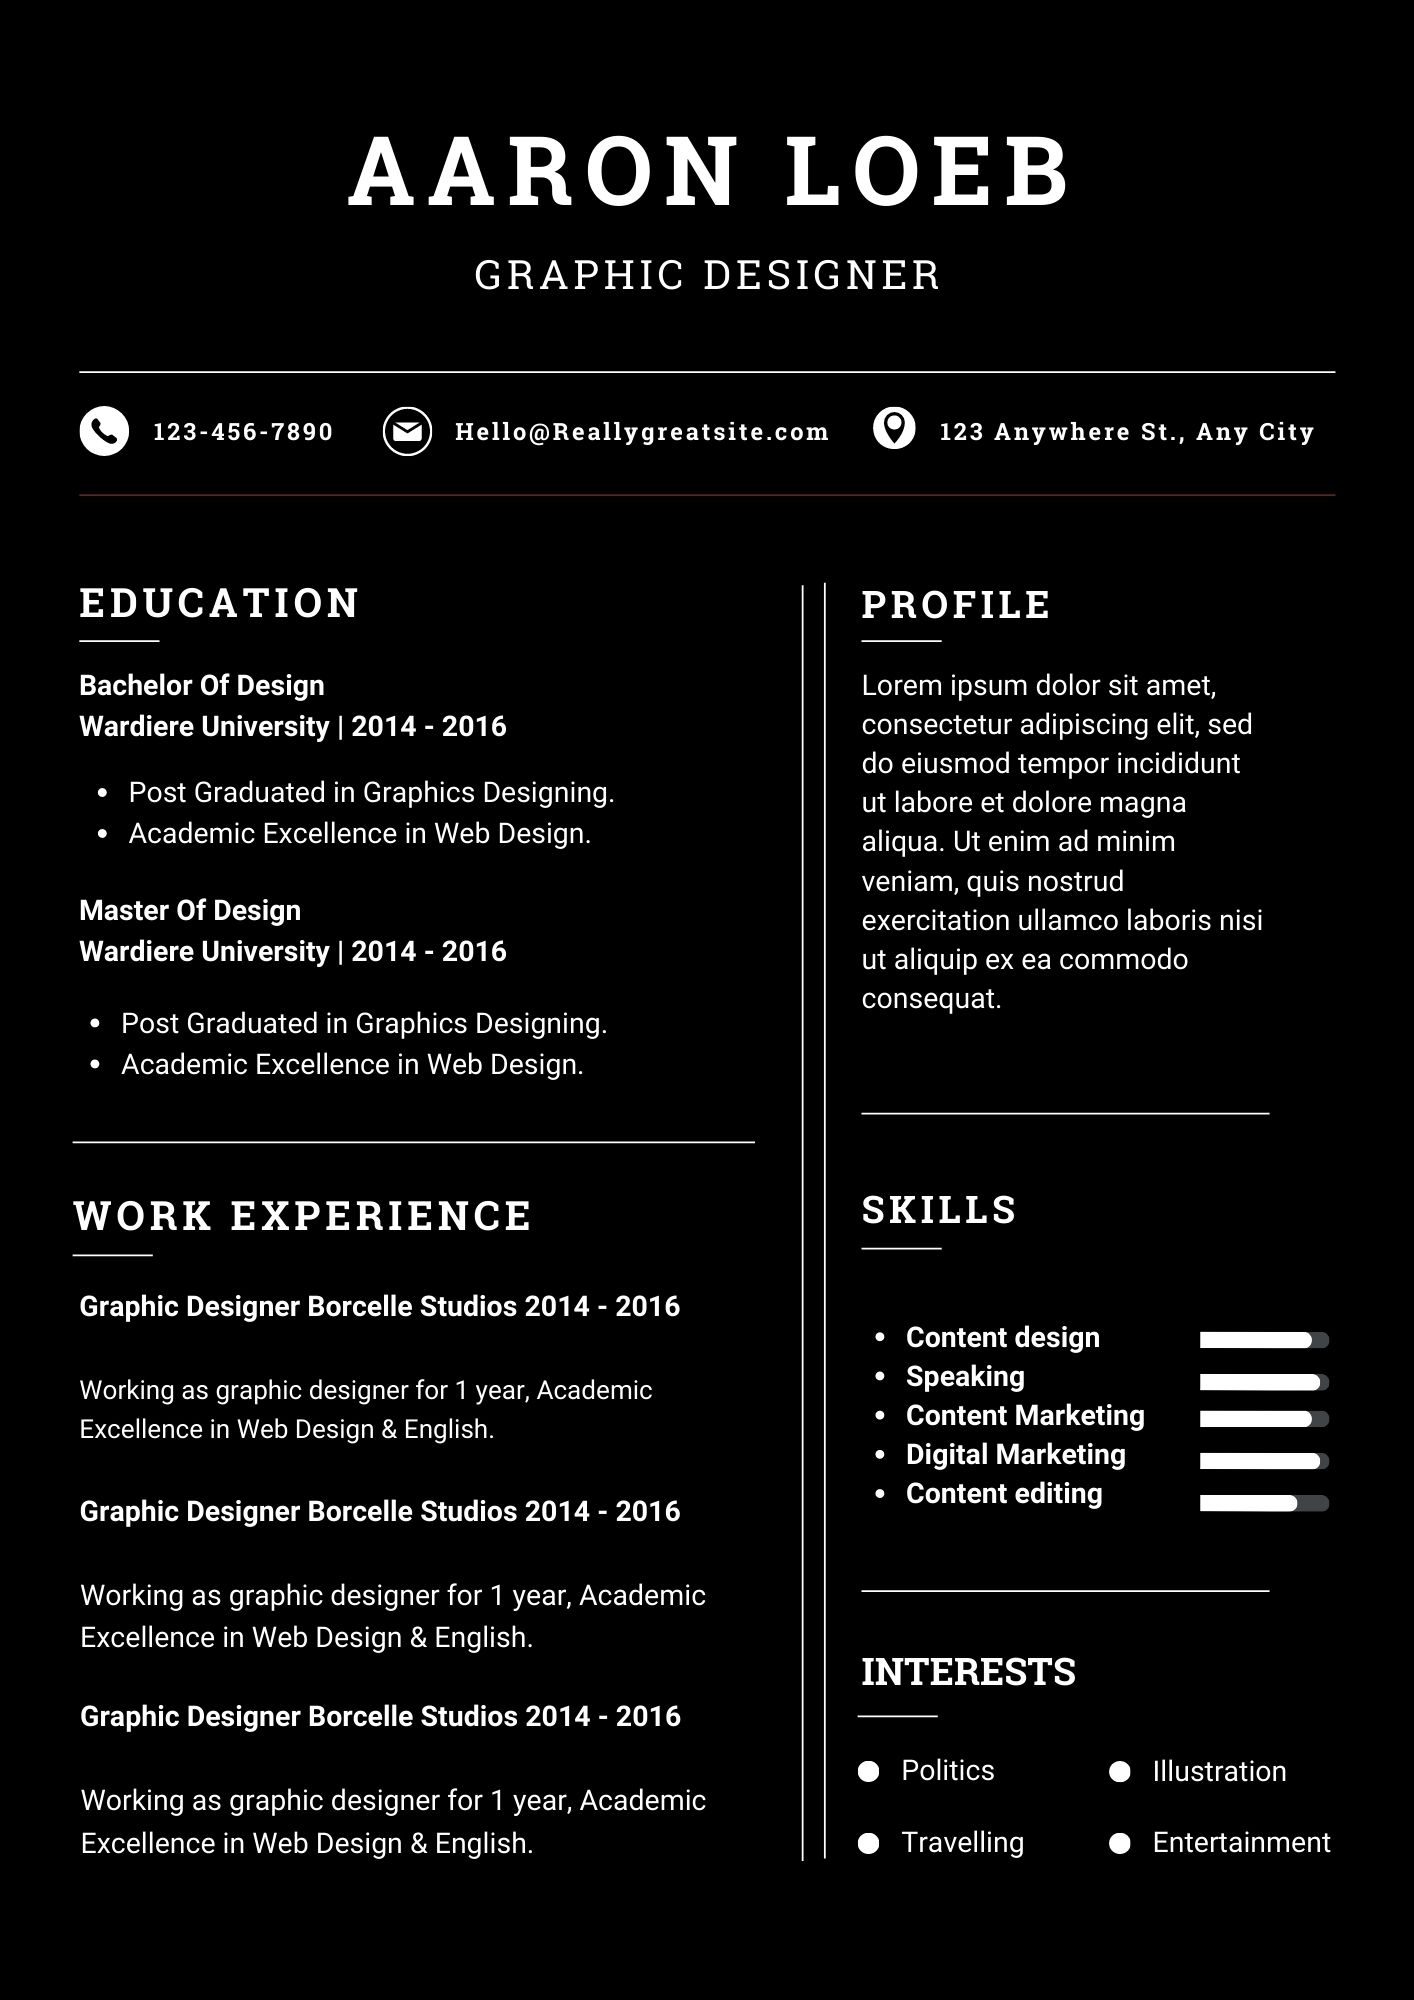 AARON LOEB
GRAPHIC DESIGNER
123-456-7890
Hello@Reallygreatsite.com
123 Anywhere St., Any City
EDUCATION
Bachelor Of Design
Wardiere University | 2014 - 2016
• Post Graduated in Graphics Designing.
• Academic Excellence in Web Design.
Master Of Design
Wardiere University | 2014 - 2016
• Post Graduated in Graphics Designing.
• Academic Excellence in Web Design.
WORK EXPERIENCE
Graphic Designer Borcelle Studios 2014 - 2016
Working as graphic designer for 1 year, Academic
Excellence in Web Design & English.
Graphic Designer Borcelle Studios 2014 - 2016
Working as graphic designer for 1 year, Academic
Excellence in Web Design & English.
Graphic Designer Borcelle Studios 2014 - 2016
Working as graphic designer for 1 year, Academic
Excellence in Web Design & English.
PROFILE
Lorem ipsum dolor sit amet,
consectetur adipiscing elit, sed
do eiusmod tempor incididunt
ut labore et dolore magna
aliqua. Ut enim ad minim
veniam, quis nostrud
exercitation ullamco laboris nisi
ut aliquip ex ea commodo
consequat.
SKILLS
• Content design
• Speaking
• Content Marketing
• Digital Marketing
• Content editing
INTERESTS
Politics
Illustration
Travelling
Entertainment